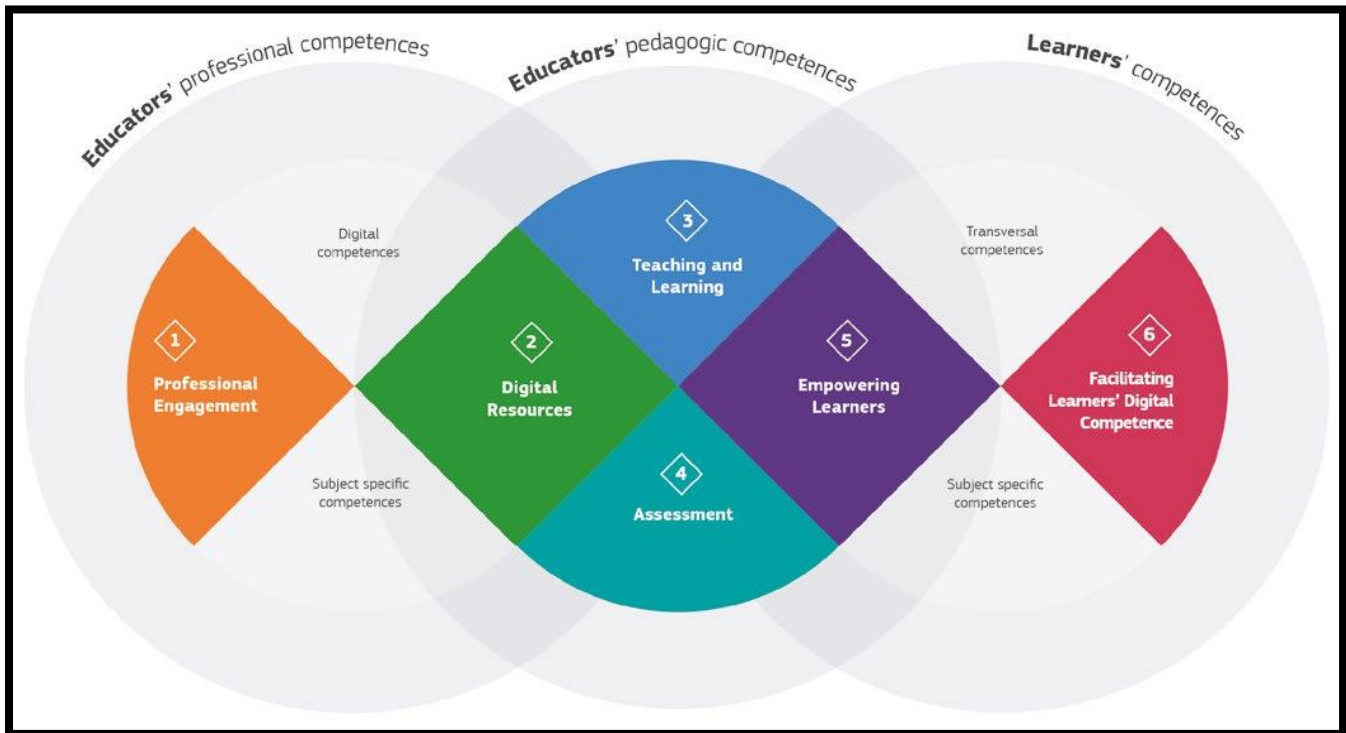 Educators' professional competences
Educators' pedagogic competences
Learners' competences
Digital
competences
Transversal
competences
3
Teaching and
Learning
1
Professional
Engagement
2
Digital
Resources
5
Empowering
Learners
6
Facilitating
Learners' Digital
Competence
4
Assessment
Subject specific
competences
Subject specific
competences